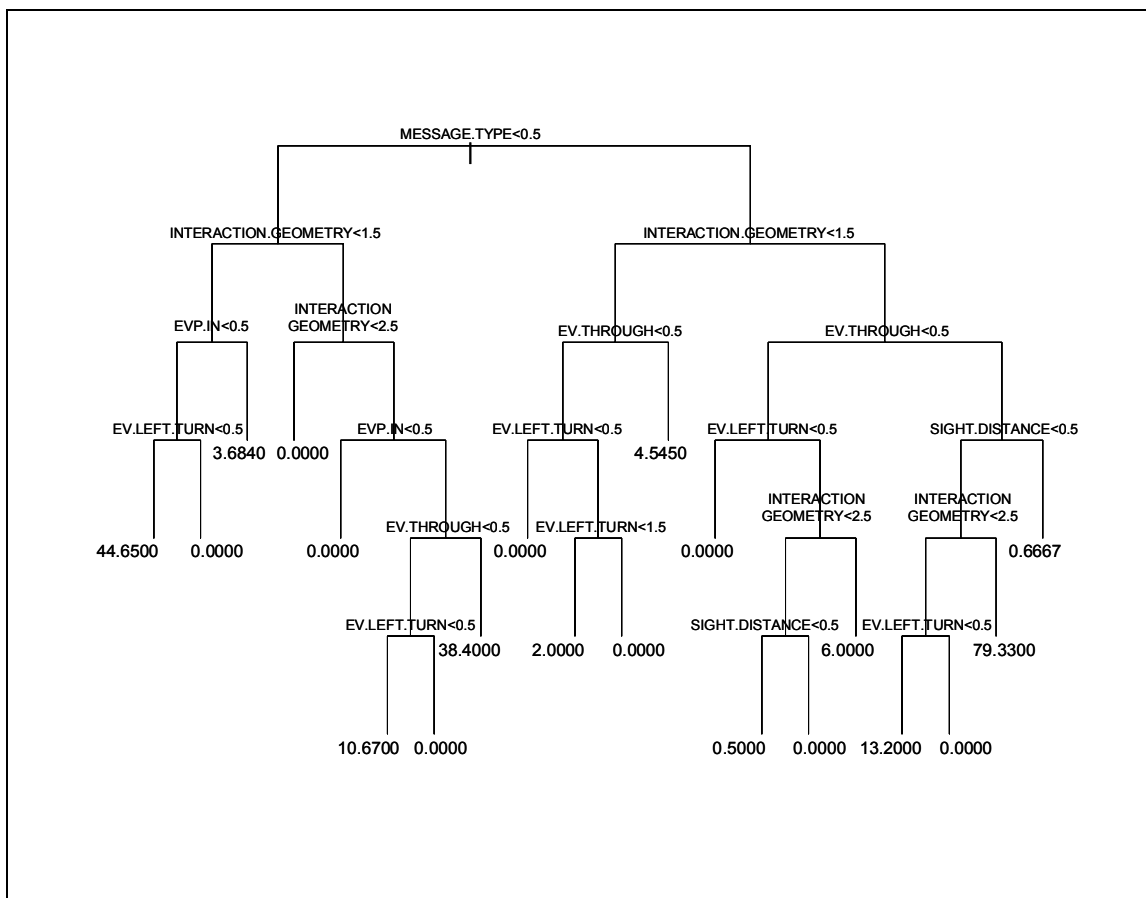 MESSAGE.TYPE<0.5
INTERACTION.GEOMETRY<1.5
INTERACTION.GEOMETRY<1.5
EVP.IN<0.5
INTERACTION
GEOMETRY<2.5
EV.THROUGH<0.5
EV.THROUGH<0.5
EV.LEFT.TURN<0.5
3.6840
0.0000
EVP.IN<0.5
EV.LEFT.TURN<0.5
4.5450
EV.LEFT.TURN<0.5
SIGHT.DISTANCE<0.5
44.6500
0.0000
0.0000
EV.THROUGH<0.5
0.0000
EV.LEFT.TURN<1.5
0.0000
INTERACTION
GEOMETRY<2.5
INTERACTION
GEOMETRY<2.5
0.6667
EV.LEFT.TURN<0.5
38.4000
2.0000
0.0000
SIGHT.DISTANCE<0.5
6.0000
EV.LEFT.TURN<0.5
79.3300
10.6700
0.0000
0.5000
0.0000
13.2000
0.0000